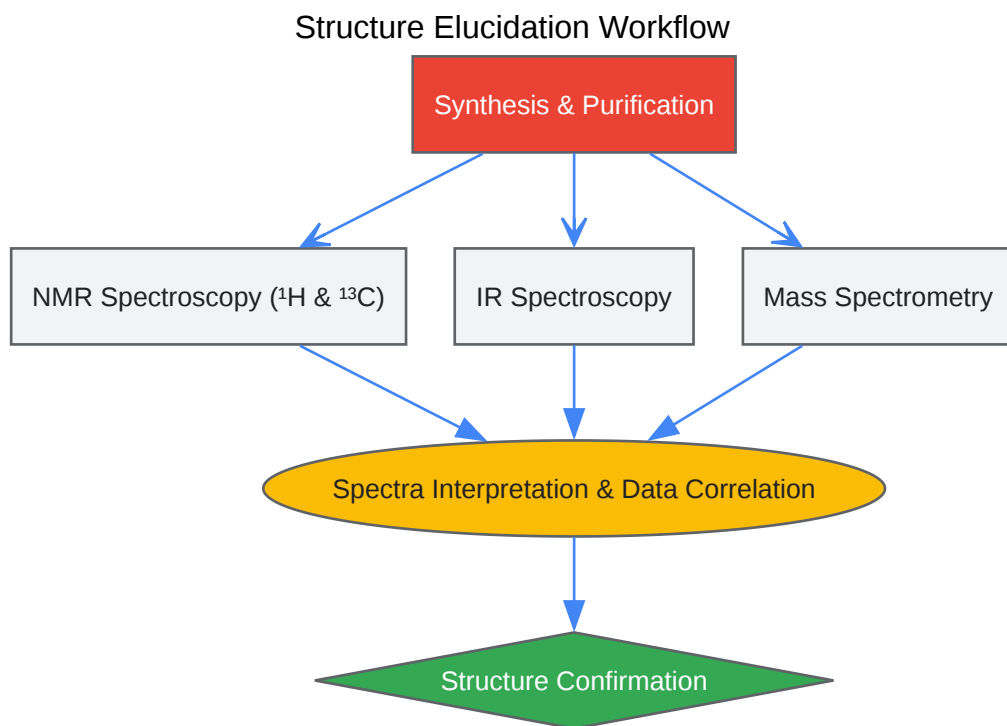 Structure Elucidation Workflow
Synthesis & Purification
NMR Spectroscopy (¹H & ¹³C)
IR Spectroscopy
Mass Spectrometry
Spectra Interpretation & Data Correlation
Structure Confirmation